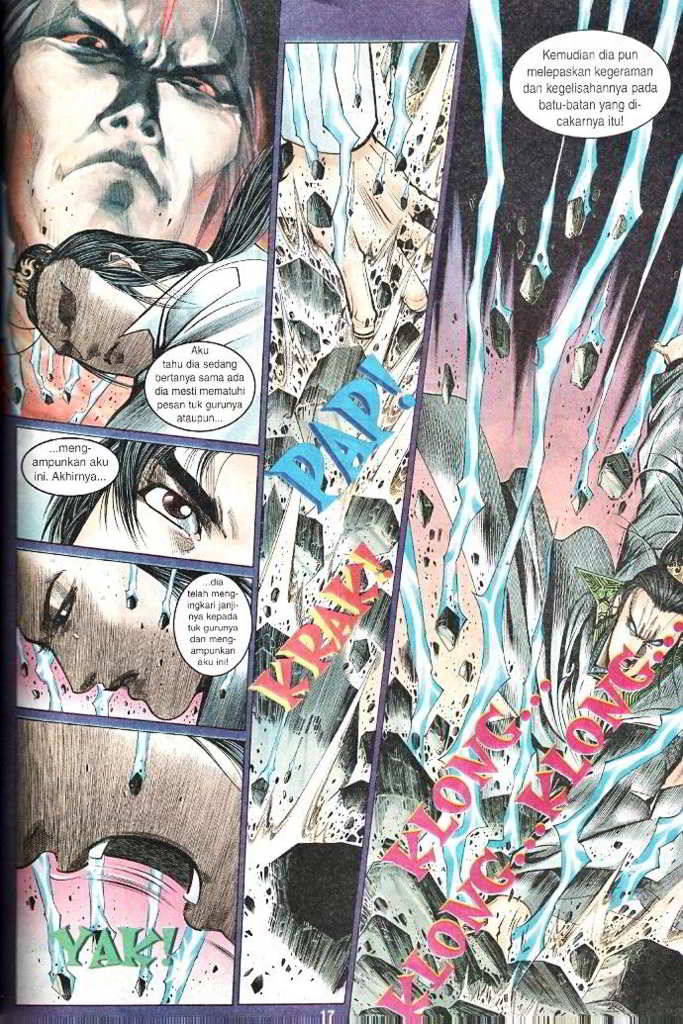 Aku
tahu dia sedang
bertanya sama ada
dia mesti mematuhi
pesan tuk gurunya
ataupun...
...meng-
ampunkan aku
ini. Akhirnya...
..dia
telah meng-
ingkari janji-
nya kepada
tuk gurunya
dan meng-
ampunkan
aku ini!
YAK!
PAP!
KRAK!
Kemudian dia pun
melepaskan kegeraman
dan kegelisahannya pada
batu-batan yang di-
cakarnya itu!
KLONG...
KLONG...KLONG...
KLONG...
17